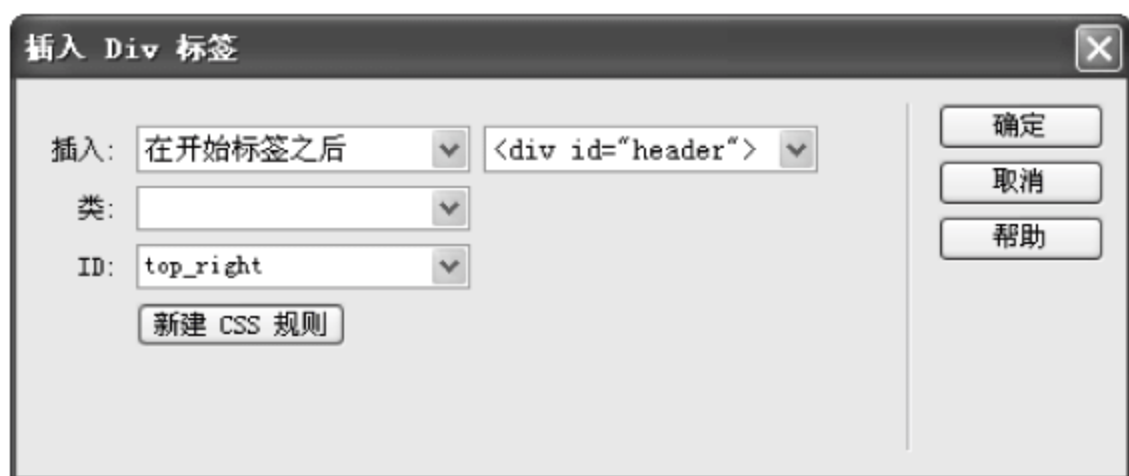 插入 Div 标签
插入: 在开始标签之后 <div id="header">
类:
ID: top_right
新建 CSS 规则
确定
取消
帮助